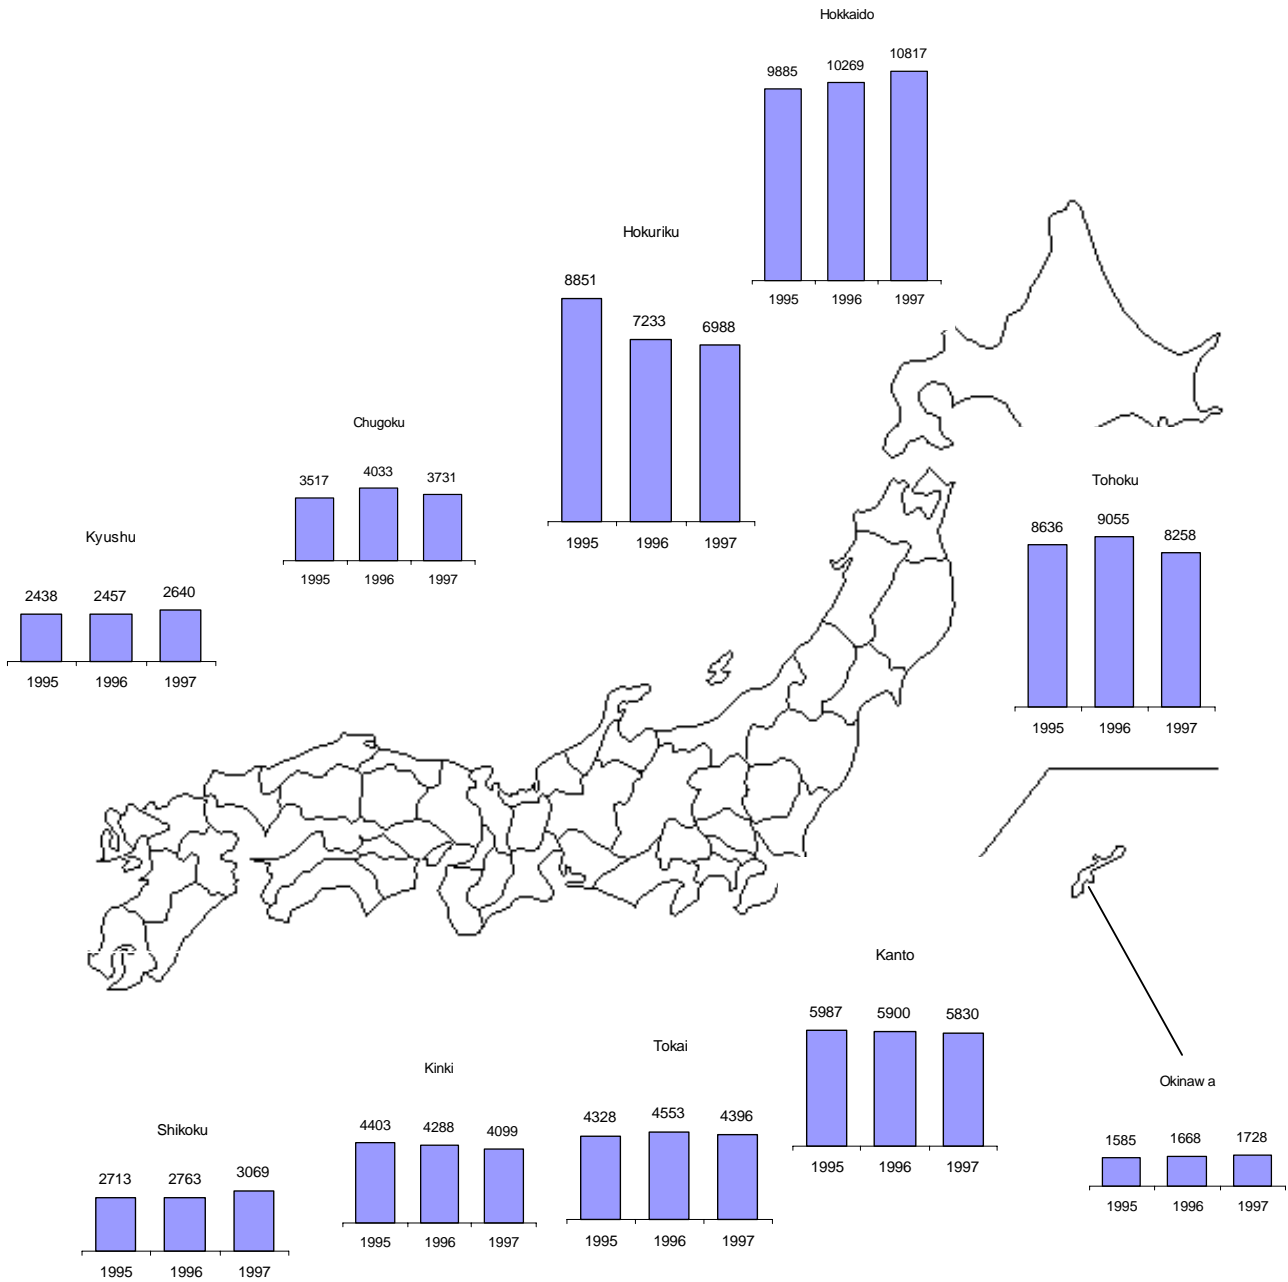 Hokkaido
9885 10269 10817
1995 1996 1997
Hokuriku
8851 7233 6988
1995 1996 1997
Chugoku
3517 4033 3731
1995 1996 1997
Tohoku
8636 9055 8258
1995 1996 1997
Kyushu
2438 2457 2640
1995 1996 1997
Kanto
5987 5900 5830
1995 1996 1997
Tokai
4328 4553 4396
1995 1996 1997
Kinki
4403 4288 4099
1995 1996 1997
Okinaw a
1585 1668 1728
1995 1996 1997
Shikoku
2713 2763 3069
1995 1996 1997